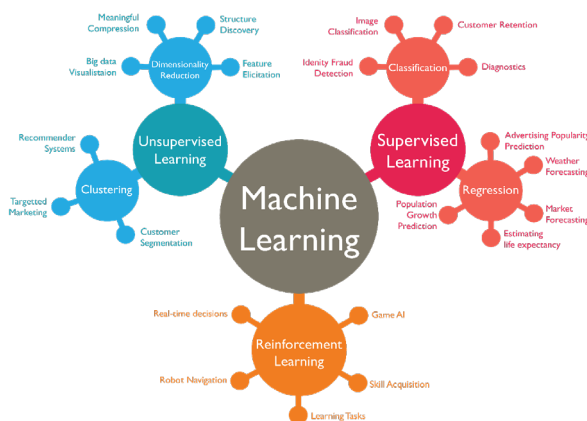 Meaningful
Compression
Structure
Discovery
Big data
Visualistaion
Dimensionality
Reduction
Feature
Elicitation
Unsupervised
Learning
Recommender
Systems
Clustering
Targetted
Marketing
Customer
Segmentation
Machine
Learning
Image
Classification
Customer Retention
Idenity Fraud
Detection
Classification
Diagnostics
Supervised
Learning
Advertising Popularity
Prediction
Weather
Forecasting
Regression
Population
Growth
Prediction
Market
Forecasting
Estimating
life expectancy
Real-time decisions
Game AI
Reinforcement
Learning
Robot Navigation
Skill Acquisition
Learning Tasks